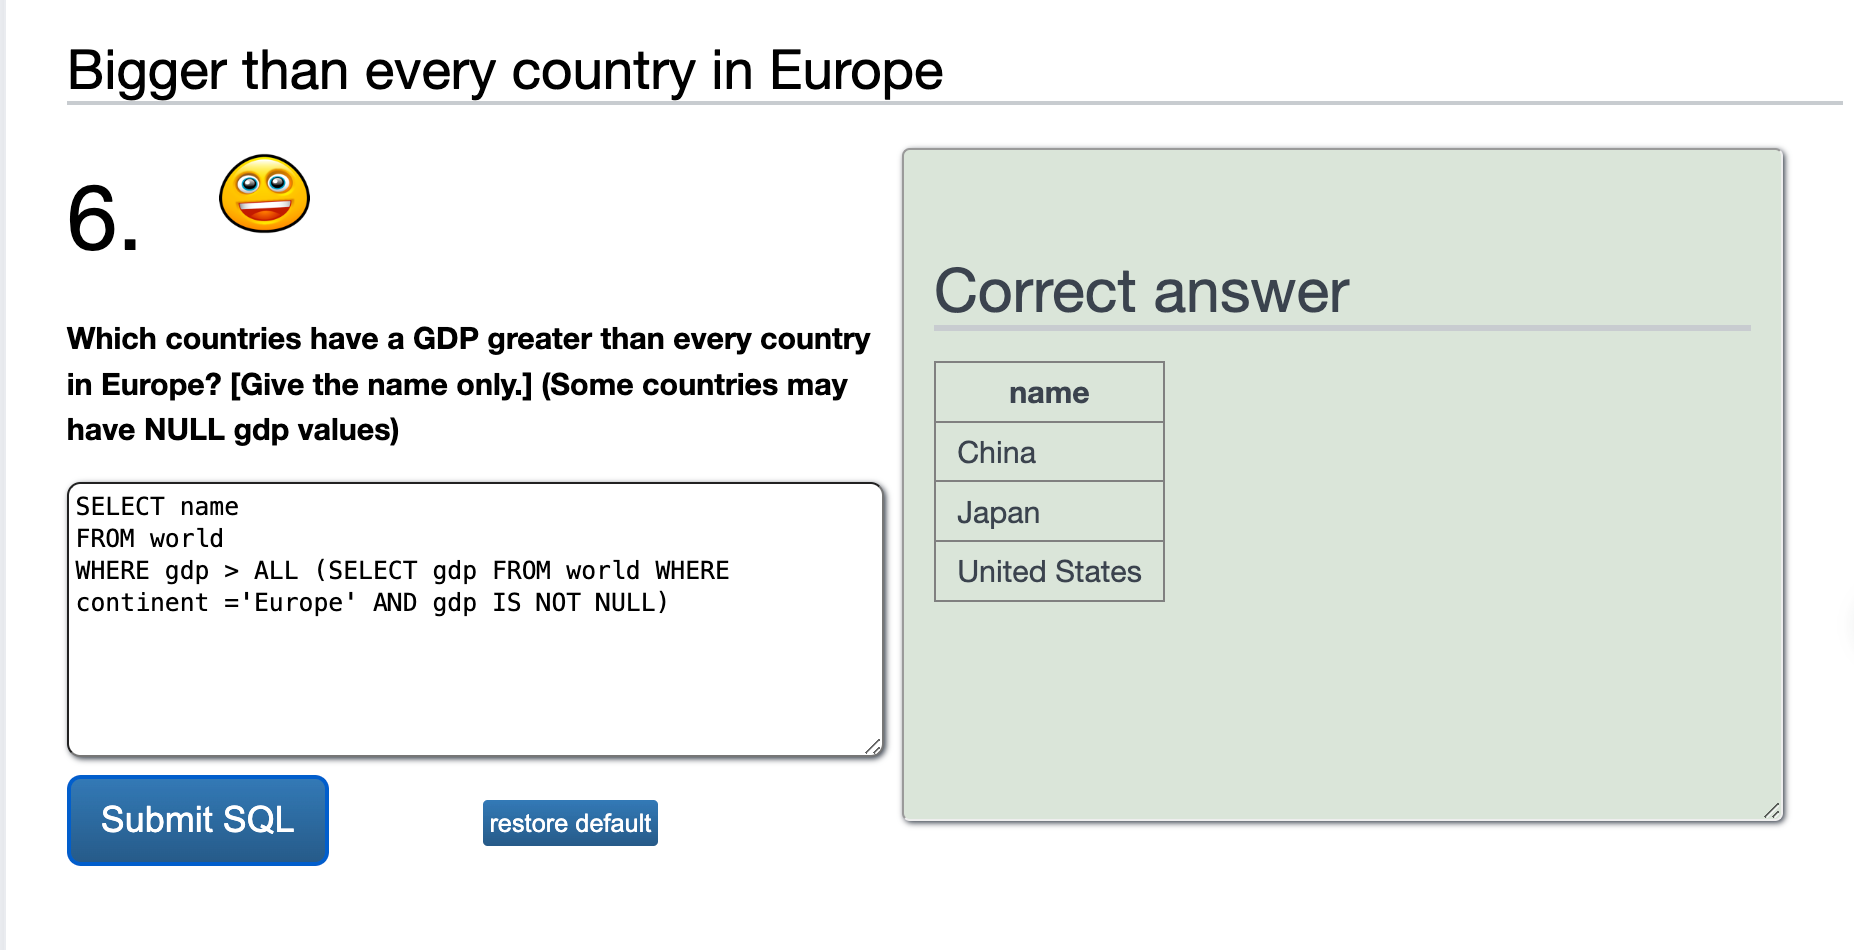 Bigger than every country in Europe
6.
Which countries have a GDP greater than every country
in Europe? [Give the name only.] (Some countries may
have NULL gdp values)
SELECT name
FROM world
WHERE gdp > ALL (SELECT gdp FROM world WHERE
continent ='Europe' AND gdp IS NOT NULL)
Submit SQL
restore default
Correct answer
name
China
Japan
United States